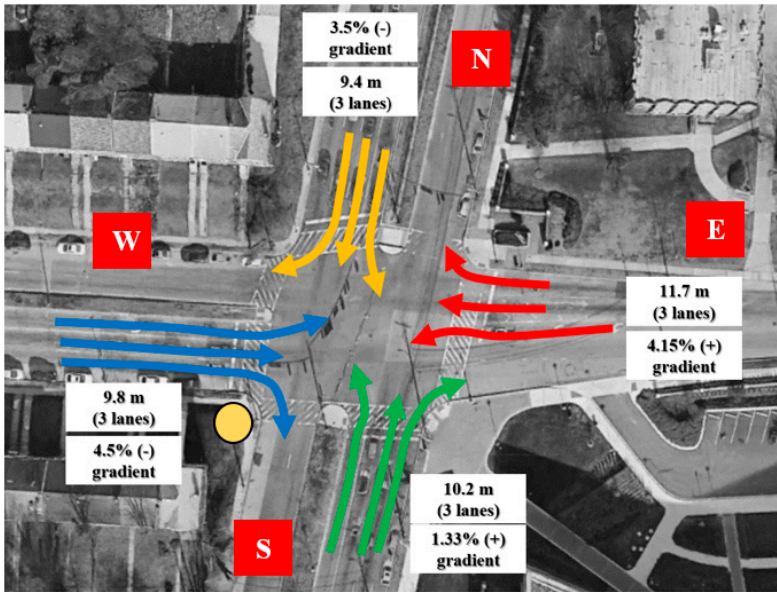 3.5% (-)
gradient
9.4 m
(3 lanes)
N
W
E
11.7 m
(3 lanes)
4.15% (+)
gradient
9.8 m
(3 lanes)
4.5% (-)
gradient
10.2 m
(3 lanes)
1.33% (+)
gradient
S